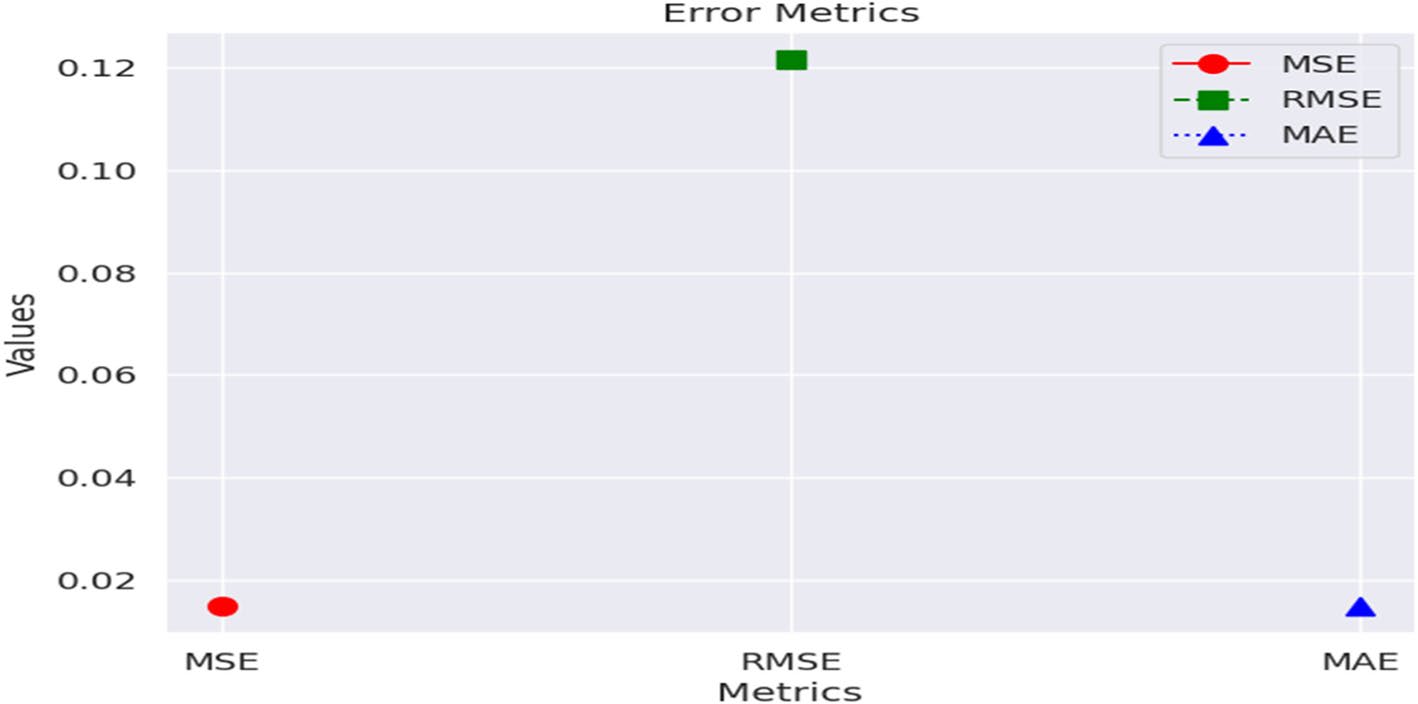 Error Metrics
0.12
0.10
0.08
0.06
0.04
0.02
Values
MSE
RMSE
MAE
MSE
RMSE
MAE
Metrics